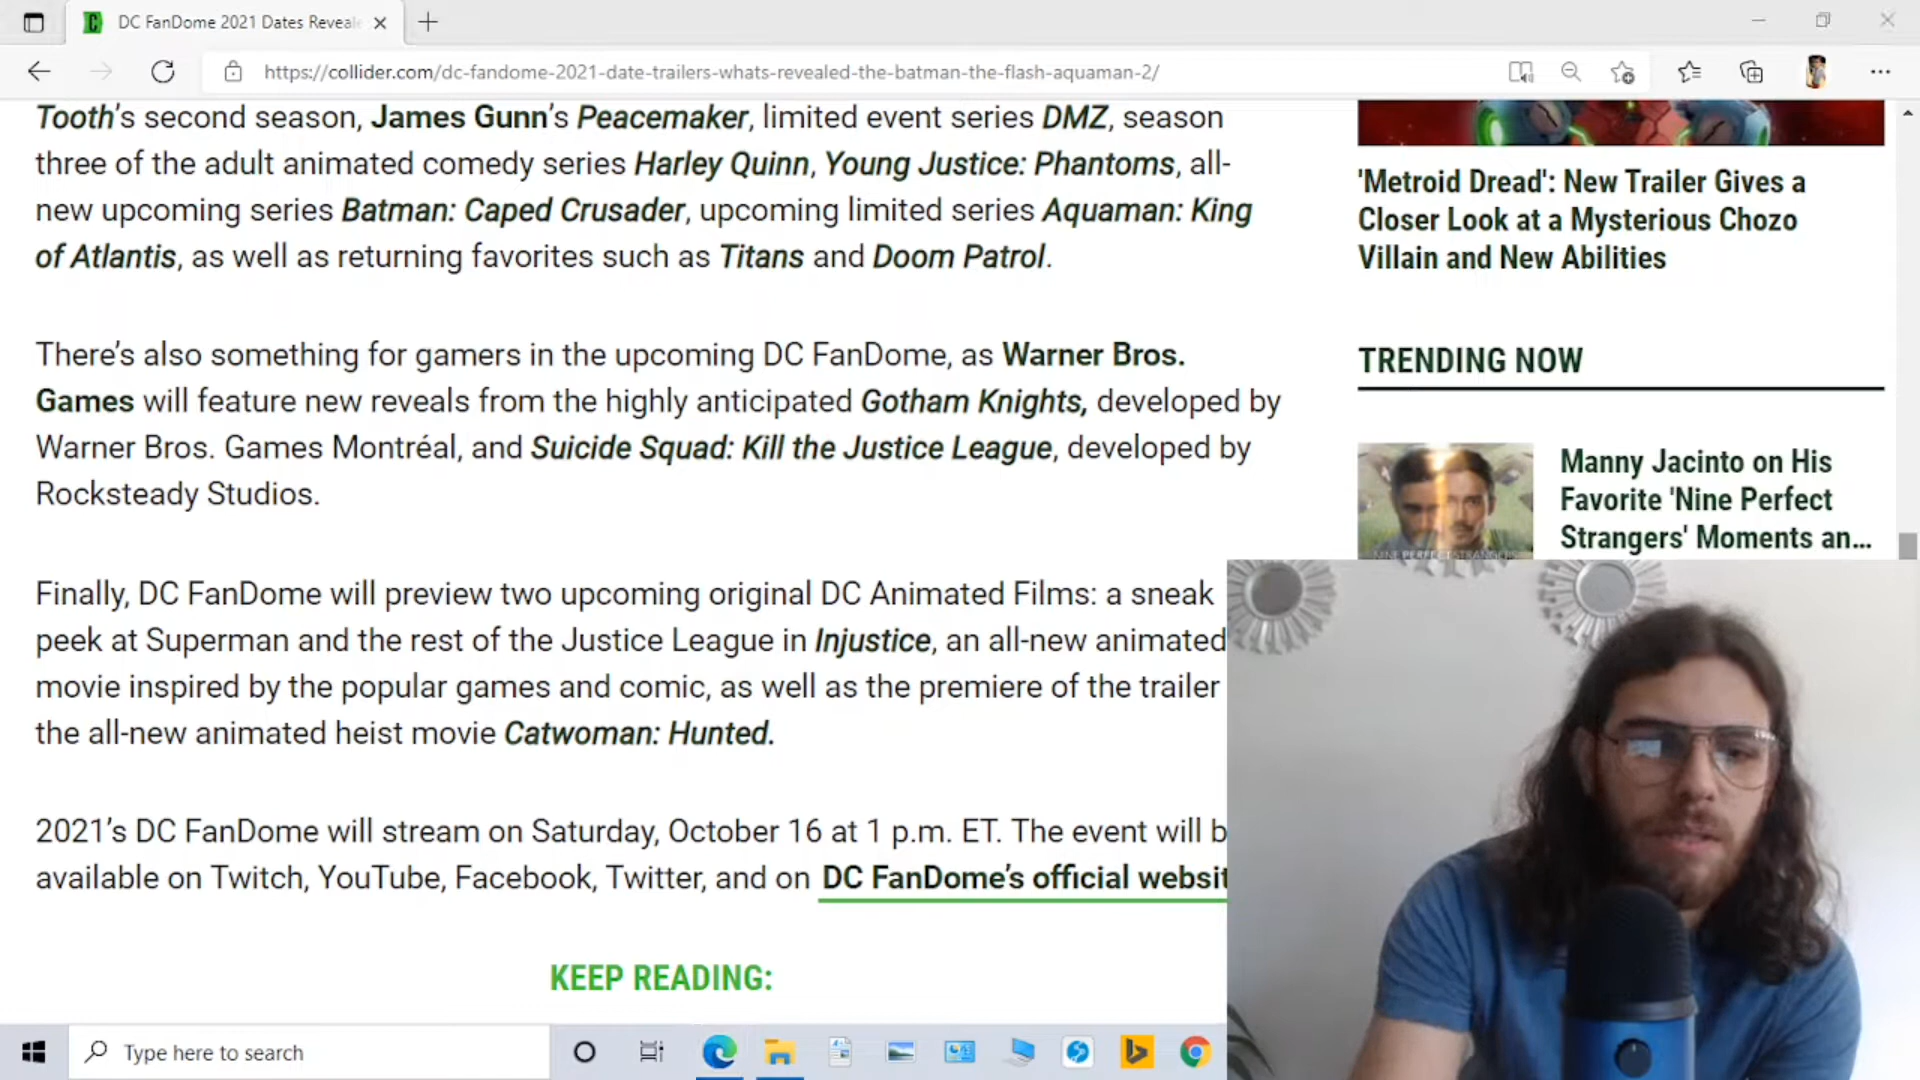 DC FanDome 2021 Dates Reveale
https://collider.com/dc-fandome-2021-date-trailers-whats-revealed-the-batman-the-flash-aquaman-2/
Tooth's second season, James Gunn's Peacemaker, limited event series DMZ, season
three of the adult animated comedy series Harley Quinn, Young Justice: Phantoms, all-
new upcoming series Batman: Caped Crusader, upcoming limited series Aquaman: King
of Atlantis, as well as returning favorites such as Titans and Doom Patrol.
There's also something for gamers in the upcoming DC FanDome, as Warner Bros.
Games will feature new reveals from the highly anticipated Gotham Knights, developed by
Warner Bros. Games Montréal, and Suicide Squad: Kill the Justice League, developed by
Rocksteady Studios.
Finally, DC FanDome will preview two upcoming original DC Animated Films: a sneak
peek at Superman and the rest of the Justice League in Injustice, an all-new animated
movie inspired by the popular games and comic, as well as the premiere of the trailer
the all-new animated heist movie Catwoman: Hunted.
2021's DC FanDome will stream on Saturday, October 16 at 1 p.m. ET. The event will b
available on Twitch, YouTube, Facebook, Twitter, and on DC FanDome's official websit
KEEP READING:
'Metroid Dread': New Trailer Gives a
Closer Look at a Mysterious Chozo
Villain and New Abilities
TRENDING NOW
NINE PERFECT STRANGERS
Manny Jacinto on His
Favorite 'Nine Perfect
Strangers' Moments an...
Type here to search